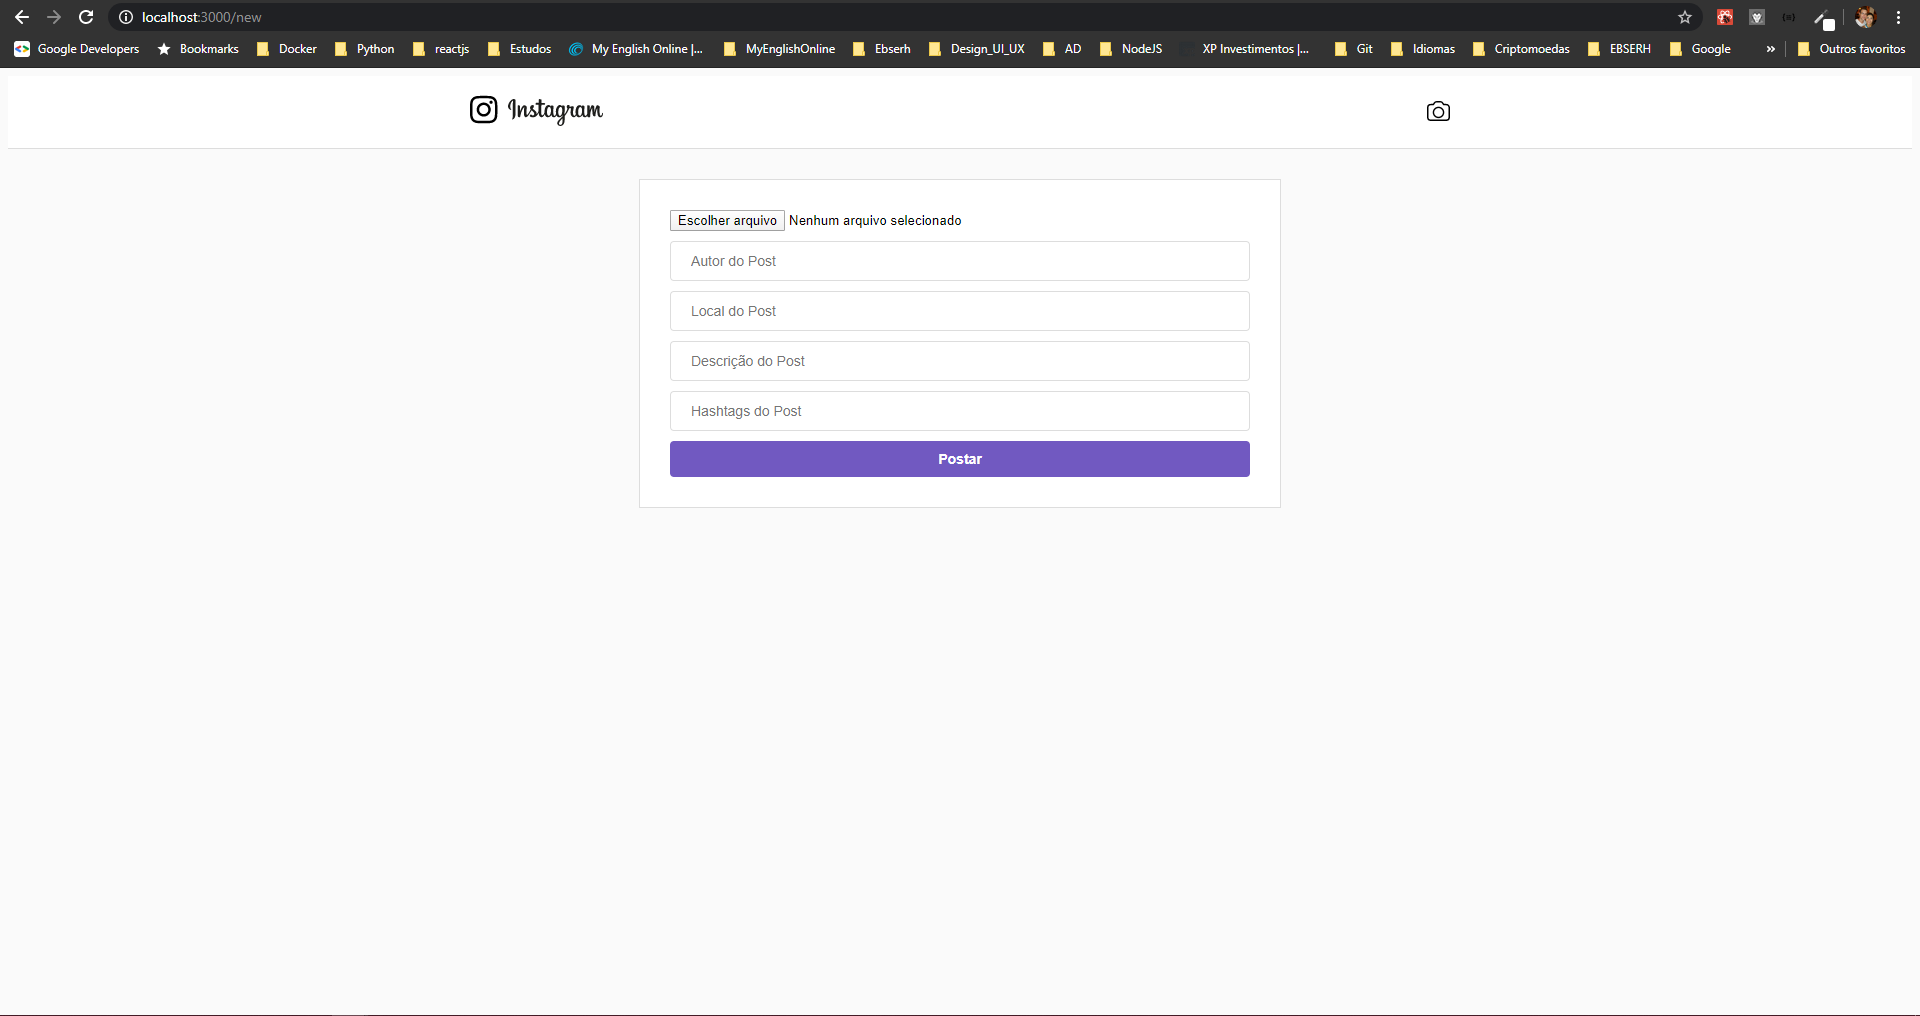 localhost:3000/new
Google Developers Bookmarks Docker Python reactjs Estudos My English Online |... MyEnglishOnline Ebserh Design_UI_UX AD NodeJS XP Investimentos |... Git Idiomas Criptomoedas EBSERH Google » Outros favoritos
Instagram
Escolher arquivo Nenhum arquivo selecionado
Autor do Post
Local do Post
Descrição do Post
Hashtags do Post
Postar